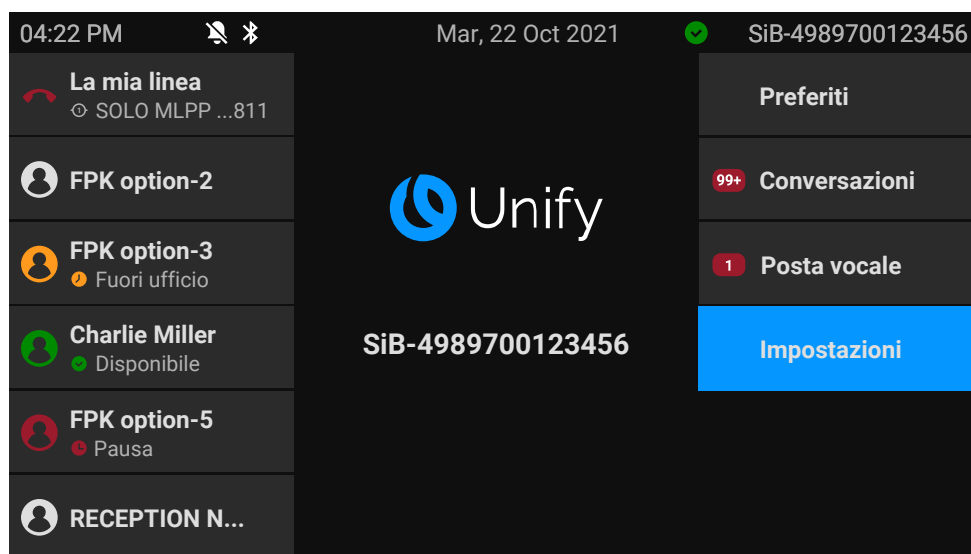 04:22 PM
Mar, 22 Oct 2021
SiB-4989700123456
La mia linea
SOLO MLPP ...811
FPK option-2
FPK option-3
Fuori ufficio
Charlie Miller
Disponibile
FPK option-5
Pausa
RECEPTION N...
Unify
SiB-4989700123456
Preferiti
99+ Conversazioni
1 Posta vocale
Impostazioni